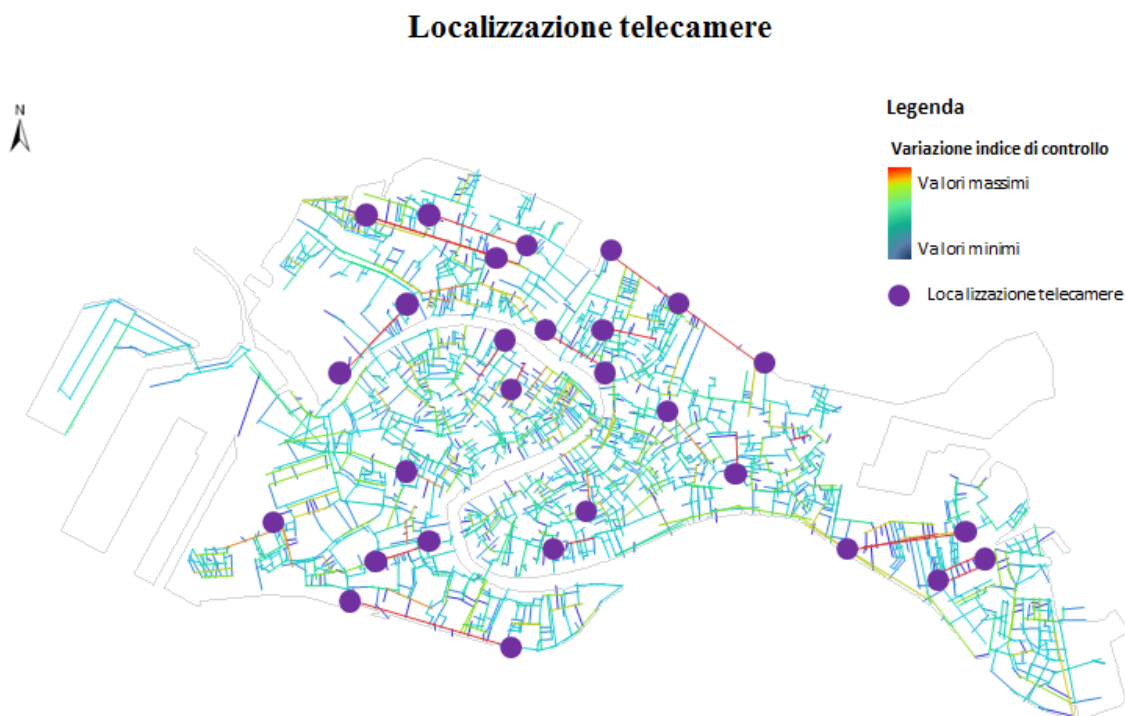 Localizzazione telecamere
N
Legenda
Variazione indice di controllo
Valori massimi
Valori minimi
Localizzazione telecamere